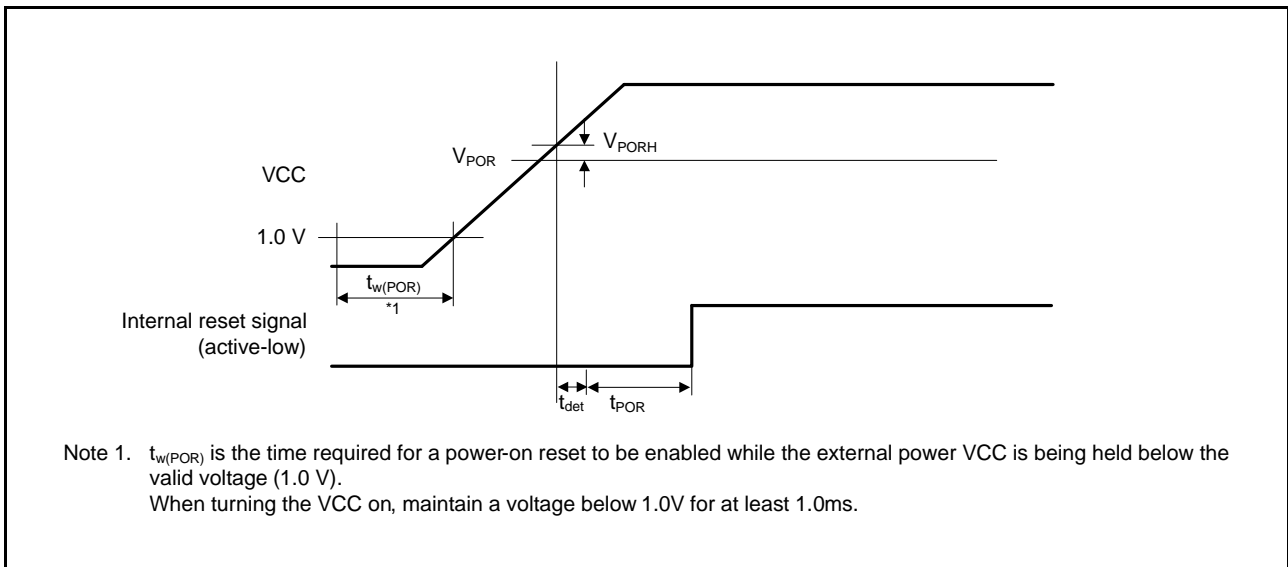 V_PORH
V_POR
VCC
1.0 V
t_w(POR)
*1
Internal reset signal
(active-low)
t_det t_POR
Note 1. t_w(POR) is the time required for a power-on reset to be enabled while the external power VCC is being held below the
valid voltage (1.0 V).
When turning the VCC on, maintain a voltage below 1.0V for at least 1.0ms.